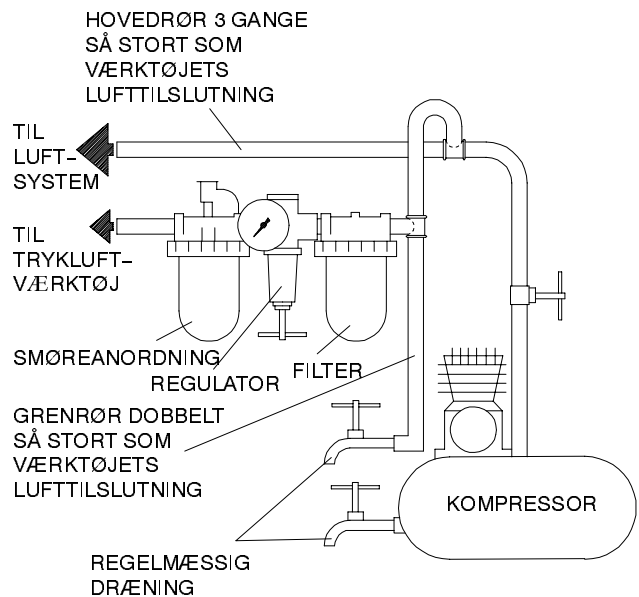 HOVEDRØR 3 GANGE
SÅ STORT SOM
VÆRKTØJETS
LUFTTILSLUTNING
TIL
LUFT–
SYSTEM
TIL
TRYKLUFT–
VÆRKTØJ
SMØREANORDNING
REGULATOR
FILTER
GRENRØR DOBBELT
SÅ STORT SOM
VÆRKTØJETS
LUFTTILSLUTNING
KOMPRESSOR
REGELMÆSSIG
DRÆNING